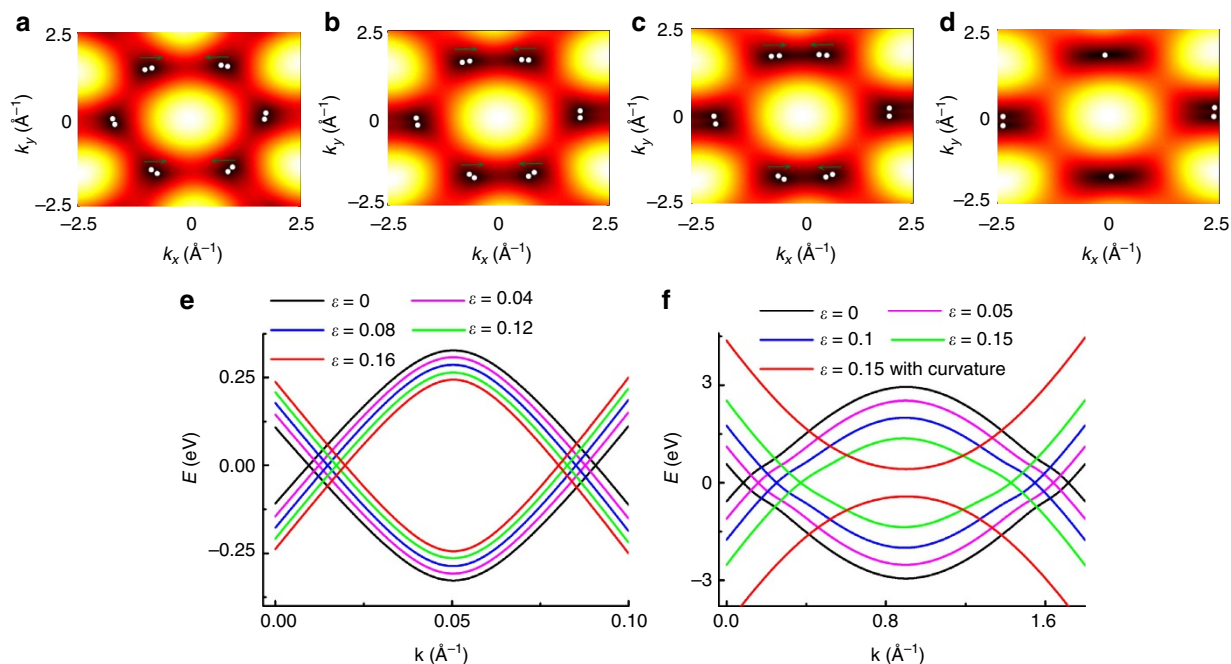 a b c d
2.5 2.5 2.5 2.5
k_y (Å⁻¹) k_y (Å⁻¹) k_y (Å⁻¹) k_y (Å⁻¹)
0 0 0 0
−2.5 −2.5 −2.5 −2.5
−2.5 0 2.5 −2.5 0 2.5 −2.5 0 2.5 −2.5 0 2.5
k_x (Å⁻¹) k_x (Å⁻¹) k_x (Å⁻¹) k_x (Å⁻¹)
e
ε = 0 ε = 0.04
ε = 0.08 ε = 0.12
ε = 0.16
0.25
E (eV)
0.00
−0.25
0.00 0.05 0.10
k (Å⁻¹)
f
ε = 0 ε = 0.05
ε = 0.1 ε = 0.15
ε = 0.15 with curvature
3
E (eV)
0
−3
0.0 0.8 1.6
k (Å⁻¹)